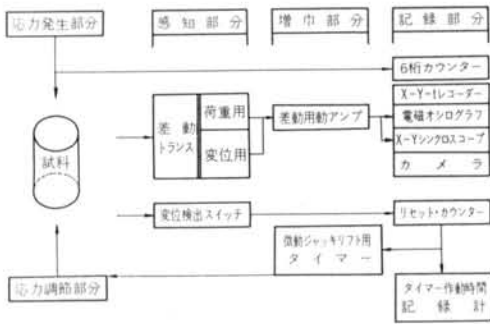 応力発生部分
感知部分
増巾部分
記録部分
6桁カウンター
試料
差動
トランス
荷重用
変位用
差動用動アンプ
X-Y-tレコーダー
電磁オシログラフ
X-Yシンクロスコープ
カメラ
変位検出スイッチ
リセット・カウンター
微動ジャッキリフト用
タイマー
応力調節部分
タイマー作動時間
記録計